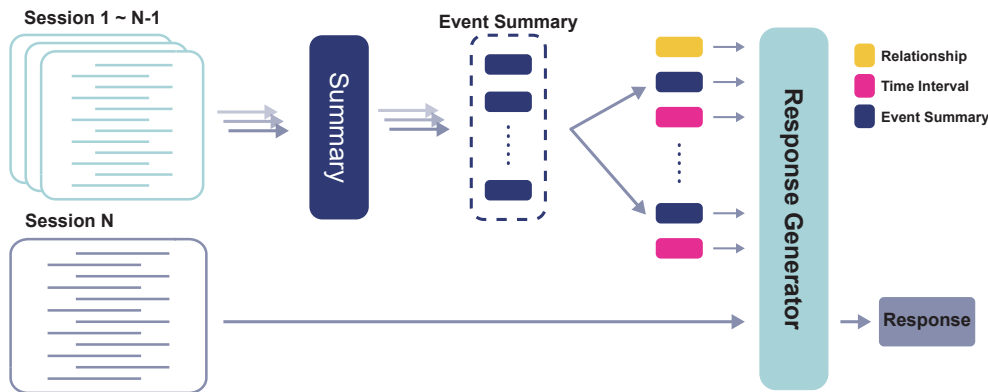 Session 1 ~ N-1
Event Summary
Summary
Response Generator
Relationship
Time Interval
Event Summary
Session N
Response